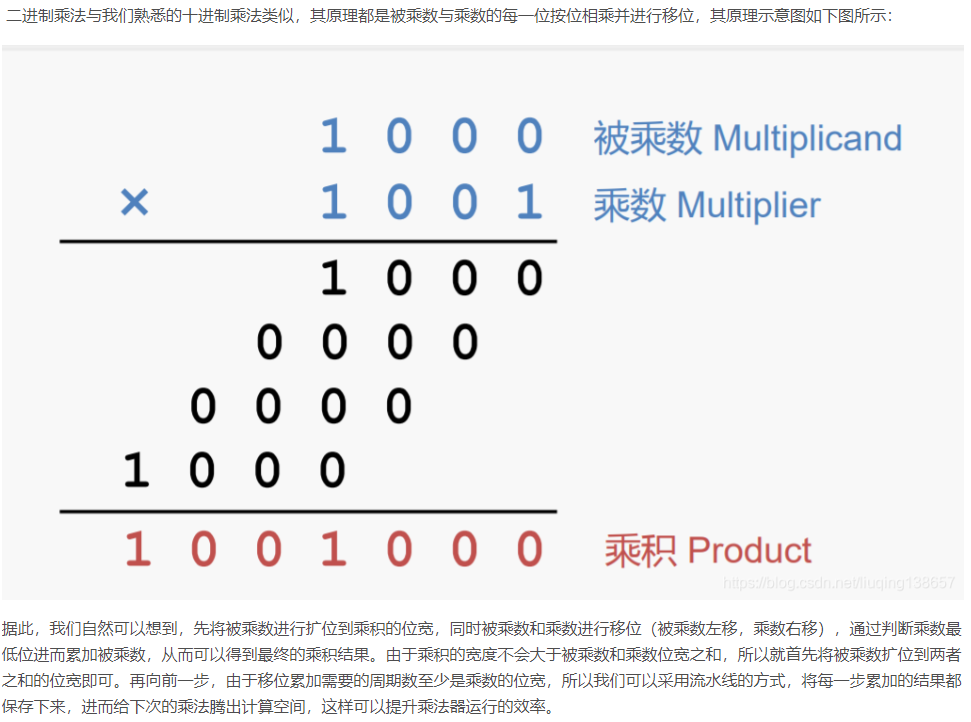 二进制乘法与我们熟悉的十进制乘法类似，其原理都是被乘数与乘数的每一位按位相乘并进行移位，其原理示意图如下图所示：
1 0 0 0 被乘数 Multiplicand
× 1 0 0 1 乘数 Multiplier
1 0 0 0
0 0 0 0
0 0 0 0
1 0 0 0
1 0 0 1 0 0 0 乘积 Product
https://blog.csdn.net/liuqing138657
据此，我们自然可以想到，先将被乘数进行扩位到乘积的位宽，同时被乘数和乘数进行移位（被乘数左移，乘数右移），通过判断乘数最
低位进而累加被乘数，从而可以得到最终的乘积结果。由于乘积的宽度不会大于被乘数和乘数位宽之和，所以就首先将被乘数扩位到两者
之和的位宽即可。再向前一步，由于移位累加需要的周期数至少是乘数的位宽，所以我们可以采用流水线的方式，将每一步累加的结果都
保存下来，进而给下次的乘法腾出计算空间，这样可以提升乘法器运行的效率。